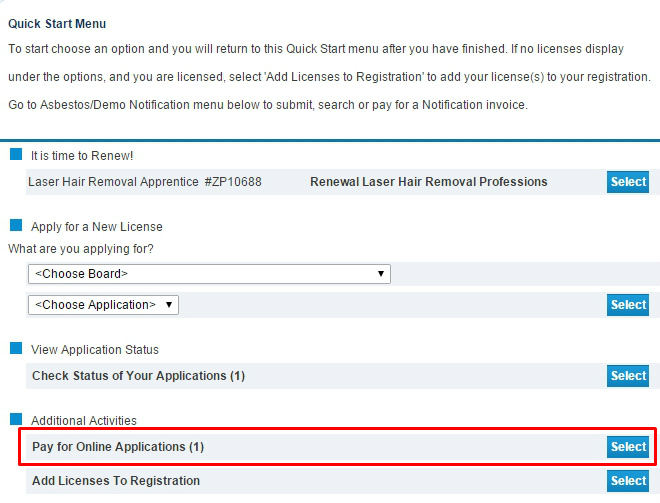 Quick Start Menu
To start choose an option and you will return to this Quick Start menu after you have finished. If no licenses display
under the options, and you are licensed, select 'Add Licenses to Registration' to add your license(s) to your registration.
Go to Asbestos/Demo Notification menu below to submit, search or pay for a Notification invoice.
It is time to Renew!
Laser Hair Removal Apprentice #ZP10688 Renewal Laser Hair Removal Professions Select
Apply for a New License
What are you applying for?
<Choose Board>
<Choose Application> Select
View Application Status
Check Status of Your Applications (1) Select
Additional Activities
Pay for Online Applications (1) Select
Add Licenses To Registration Select